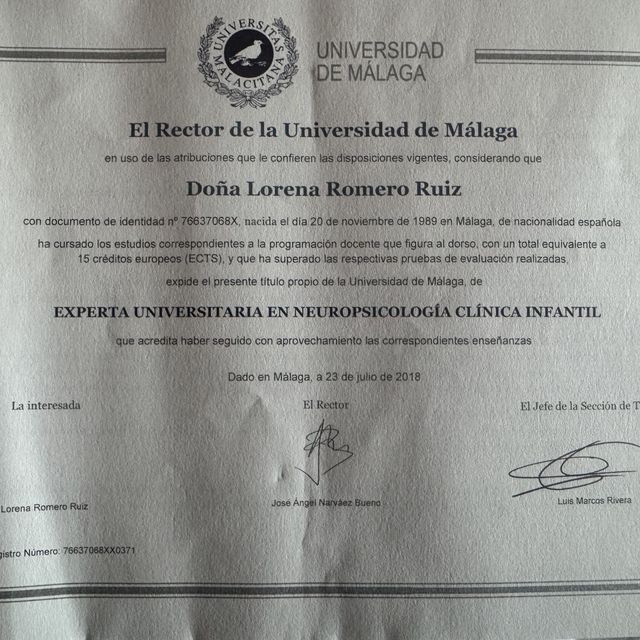 UNIVERSITAS
MALACITANA
UNIVERSIDAD
DE MÁLAGA
El Rector de la Universidad de Málaga
en uso de las atribuciones que le confieren las disposiciones vigentes, considerando que
Doña Lorena Romero Ruiz
con documento de identidad nº 76637068X, nacida el día 20 de noviembre de 1989 en Málaga, de nacionalidad española
ha cursado los estudios correspondientes a la programación docente que figura al dorso, con un total equivalente a
15 créditos europeos (ECTS), y que ha superado las respectivas pruebas de evaluación realizadas,
expide el presente título propio de la Universidad de Málaga, de
EXPERTA UNIVERSITARIA EN NEUROPSICOLOGÍA CLÍNICA INFANTIL
que acredita haber seguido con aprovechamiento las correspondientes enseñanzas
Dado en Málaga, a 23 de julio de 2018
La interesada El Rector El Jefe de la Sección de T
Lorena Romero Ruiz José Ángel Narváez Bueno Luis Marcos Rivera
gistro Número: 76637068XX0371